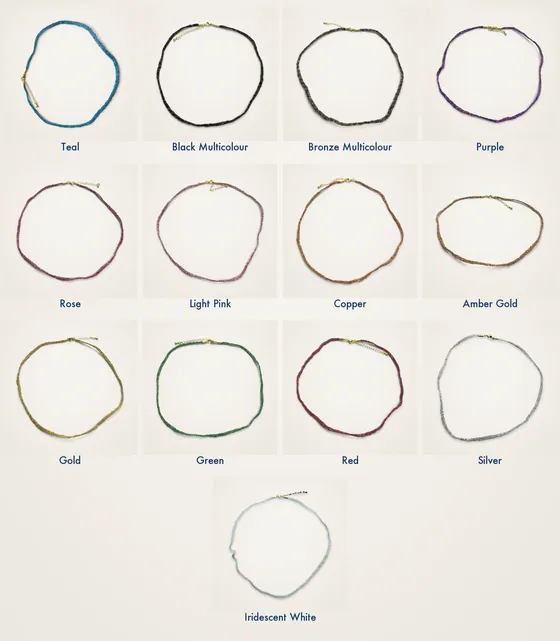 Teal
Black Multicolour
Bronze Multicolour
Purple
Rose
Light Pink
Copper
Amber Gold
Gold
Green
Red
Silver
Iridescent White